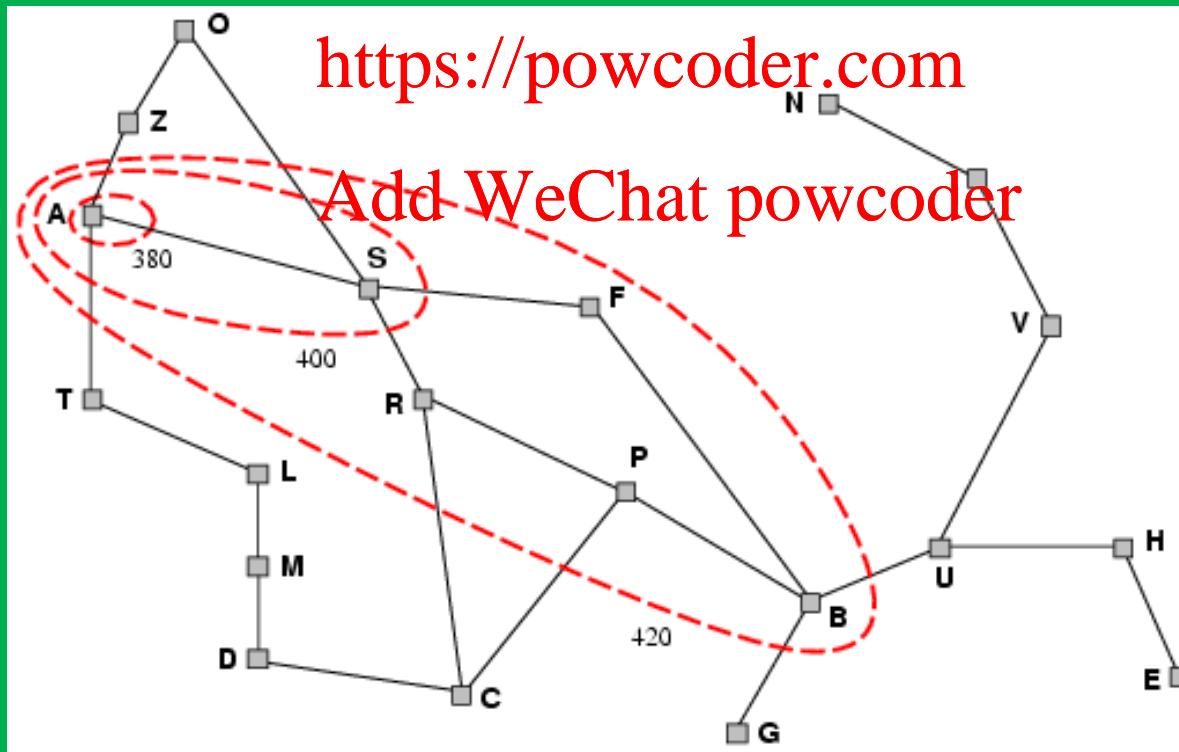 O
https://powcoder.com
N
Z
Add WeChat powcoder
A
380
S
F
V
400
T
R
P
L
H
M
U
B
420
D
C
E
G